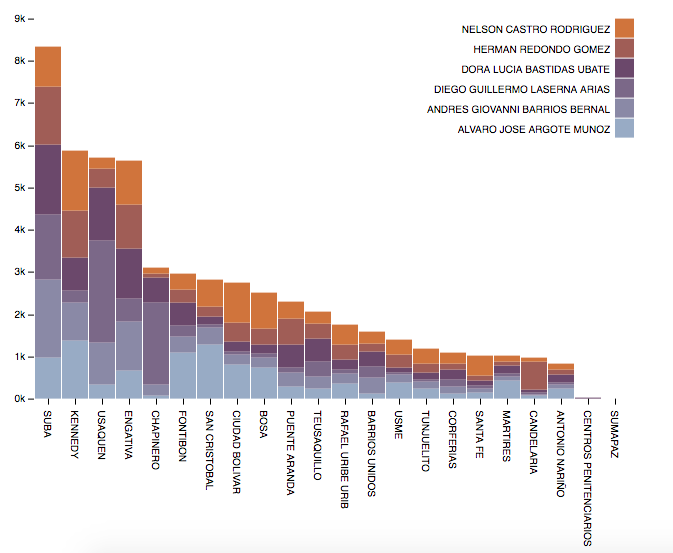 9k
8k
7k
6k
5k
4k
3k
2k
1k
0k
NELSON CASTRO RODRIGUEZ
HERMAN REDONDO GOMEZ
DORA LUCIA BASTIDAS UBATE
DIEGO GUILLERMO LASERNA ARIAS
ANDRES GIOVANNI BARRIOS BERNAL
ALVARO JOSE ARGOTE MUNOZ
SUBA
KENNEDY
USAQUEN
ENGATIVA
CHAPINERO
FONTIBON
SAN CRISTOBAL
CIUDAD BOLIVAR
BOSA
PUENTE ARANDA
TEUSAQUILLO
RAFAEL URIBE URIB
BARRIOS UNIDOS
USME
TUNJUELITO
CORFERIAS
SANTA FE
MARTIRES
CANDELARIA
ANTONIO NARIÑO
CENTROS PENITENCIARIOS
SUMAPAZ